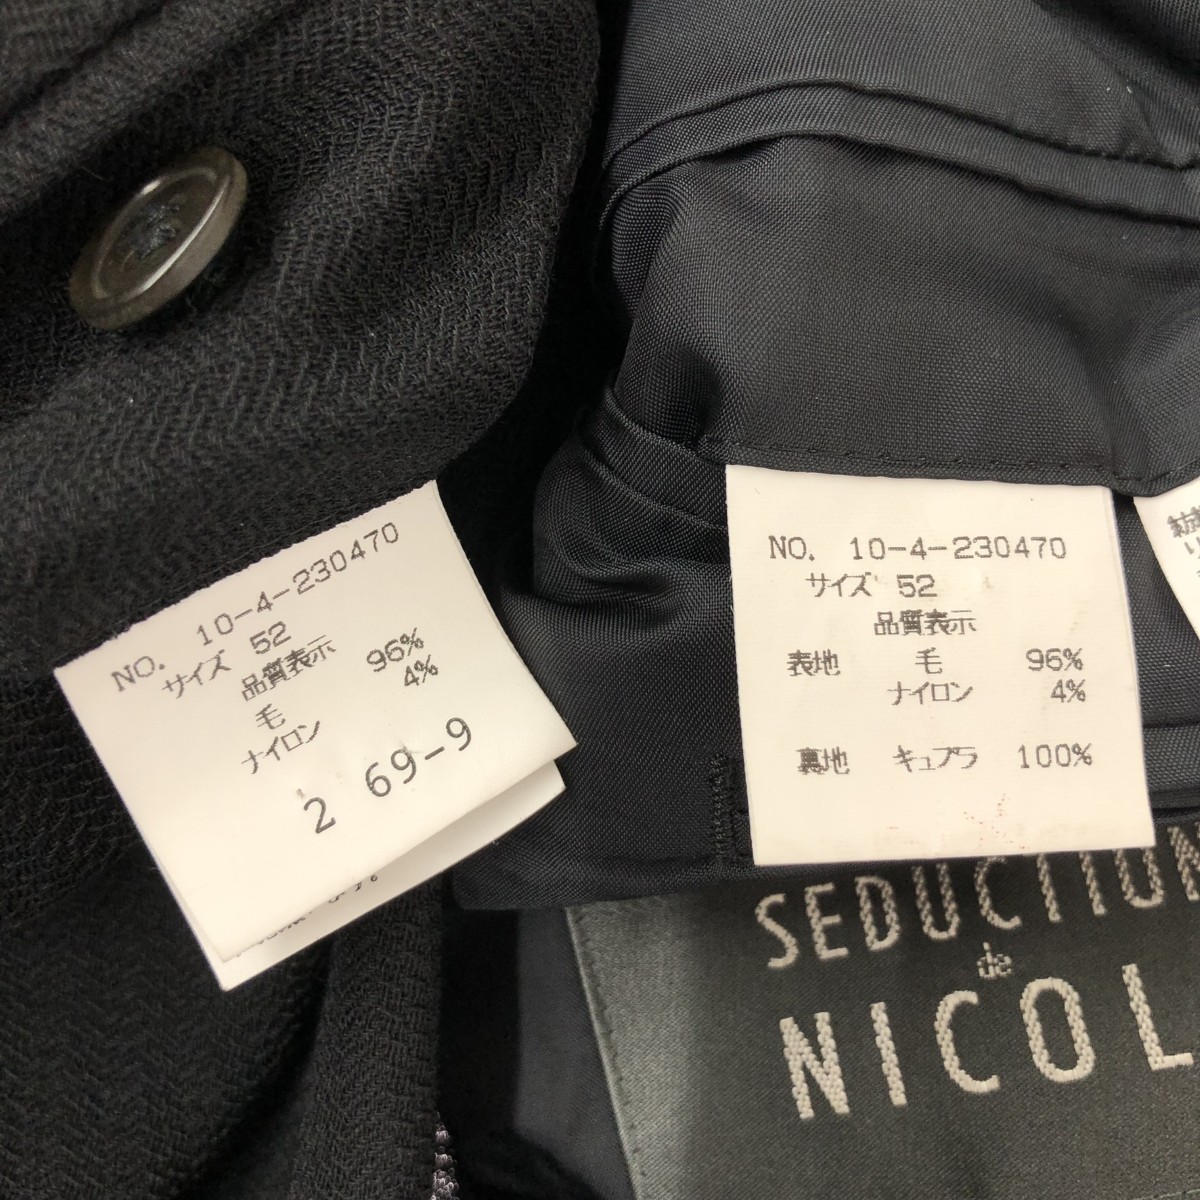 NO. 10-4-230470
サイズ 52
品質表示
毛 96%
ナイロン 4%
2 69-9
NO. 10-4-230470
サイズ 52
品質表示
表地 毛 96%
ナイロン 4%
裏地 キュプラ 100%
SEDUCTION
de
NICOL